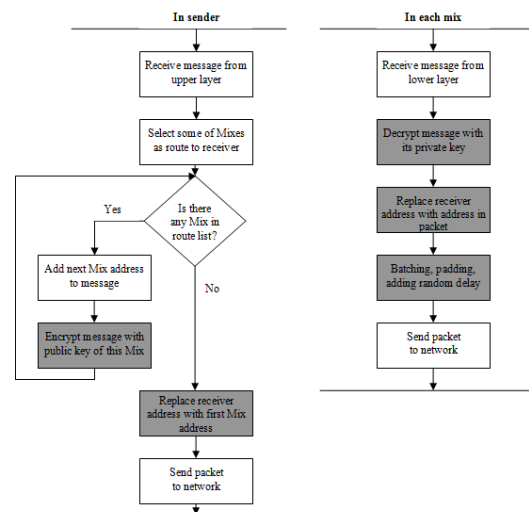 In sender
Receive message from
upper layer
Select some of Mixes
as route to receiver
Is there
any Mix in
route list?
Yes
Add next Mix address
to message
Encrypt message with
public key of this Mix
No
Replace receiver
address with first Mix
address
Send packet
to network
In each mix
Receive message from
lower layer
Decrypt message with
its private key
Replace receiver
address with address in
packet
Batching, padding,
adding random delay
Send packet
to network